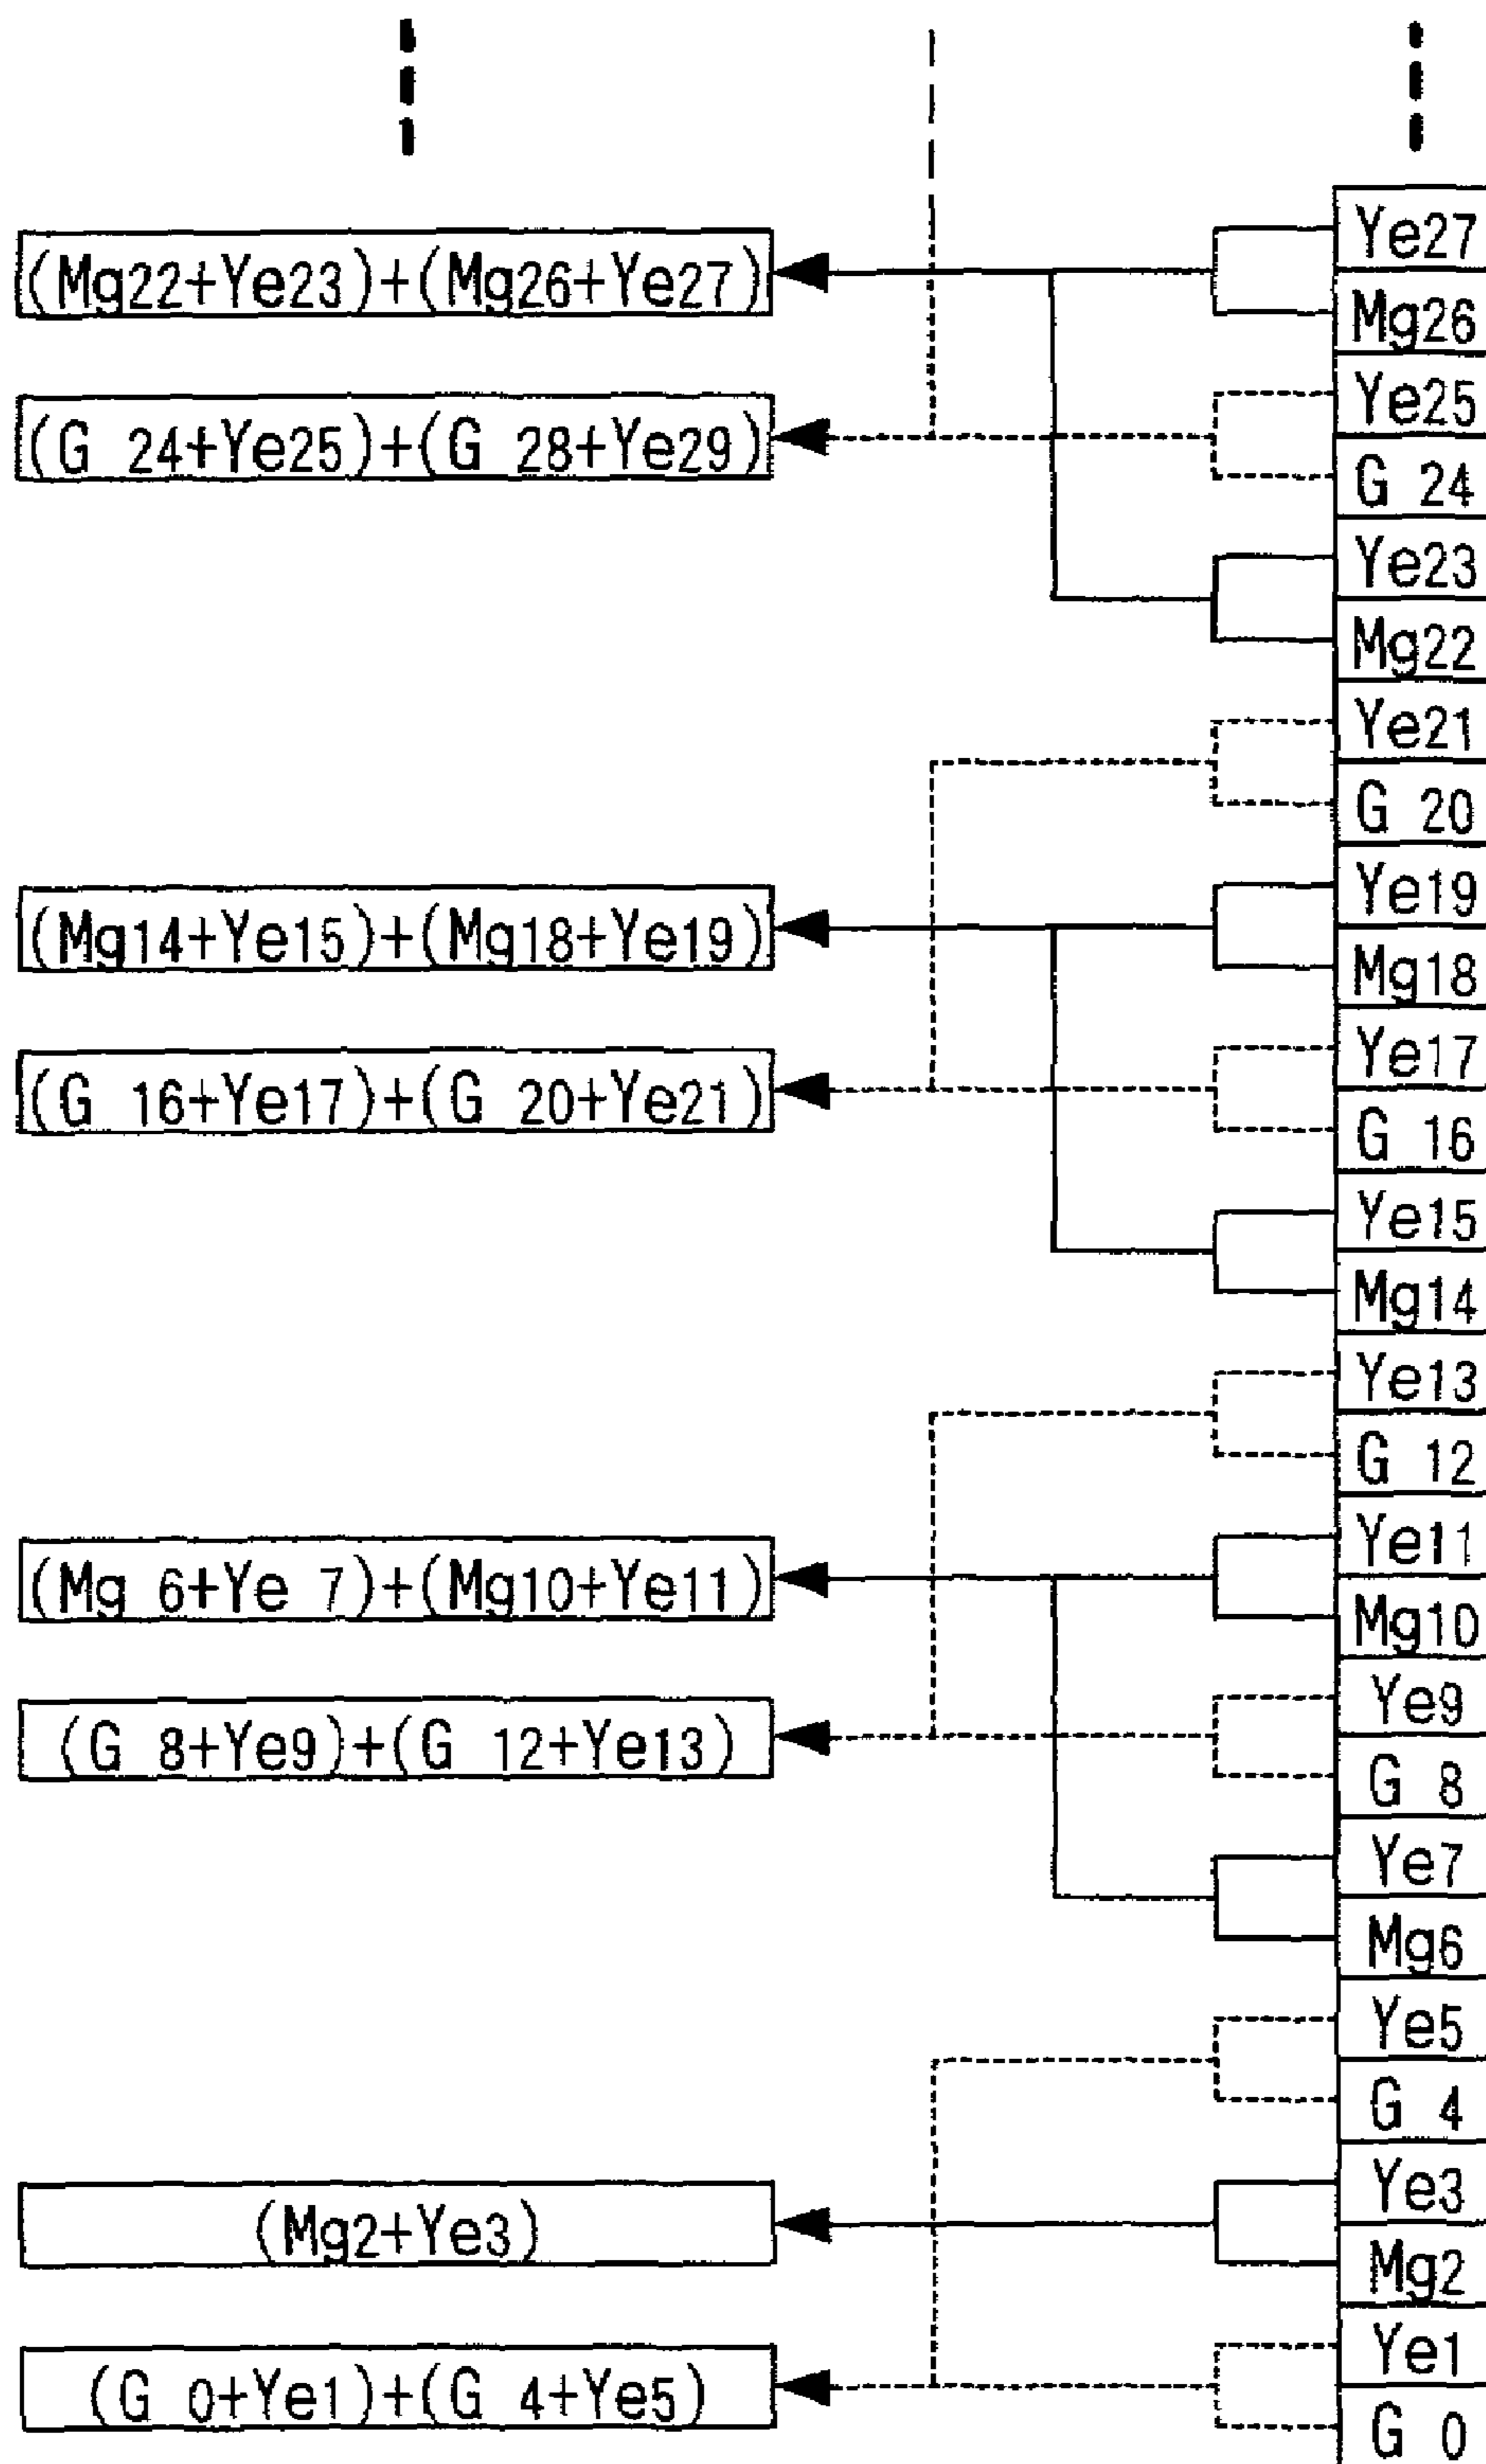 Ye27
(Mg22+Ye23)+(Mg26+Ye27)
Mg26
Ye25
(G 24+Ye25)+(G 28+Ye29)
G 24
Ye23
Mg22
Ye21
G 20
Ye19
(Mg14+Ye15)+(Mg18+Ye19)
Mg18
Ye17
(G 16+Ye17)+(G 20+Ye21)
G 16
Ye15
Mg14
Ye13
G 12
Ye11
(Mg 6+Ye 7)+(Mg10+Ye11)
Mg10
Ye9
(G 8+Ye9)+(G 12+Ye13)
G 8
Ye7
Mg6
Ye5
G 4
Ye3
(Mg2+Ye3)
Mg2
Ye1
(G 0+Ye1)+(G 4+Ye5)
G 0